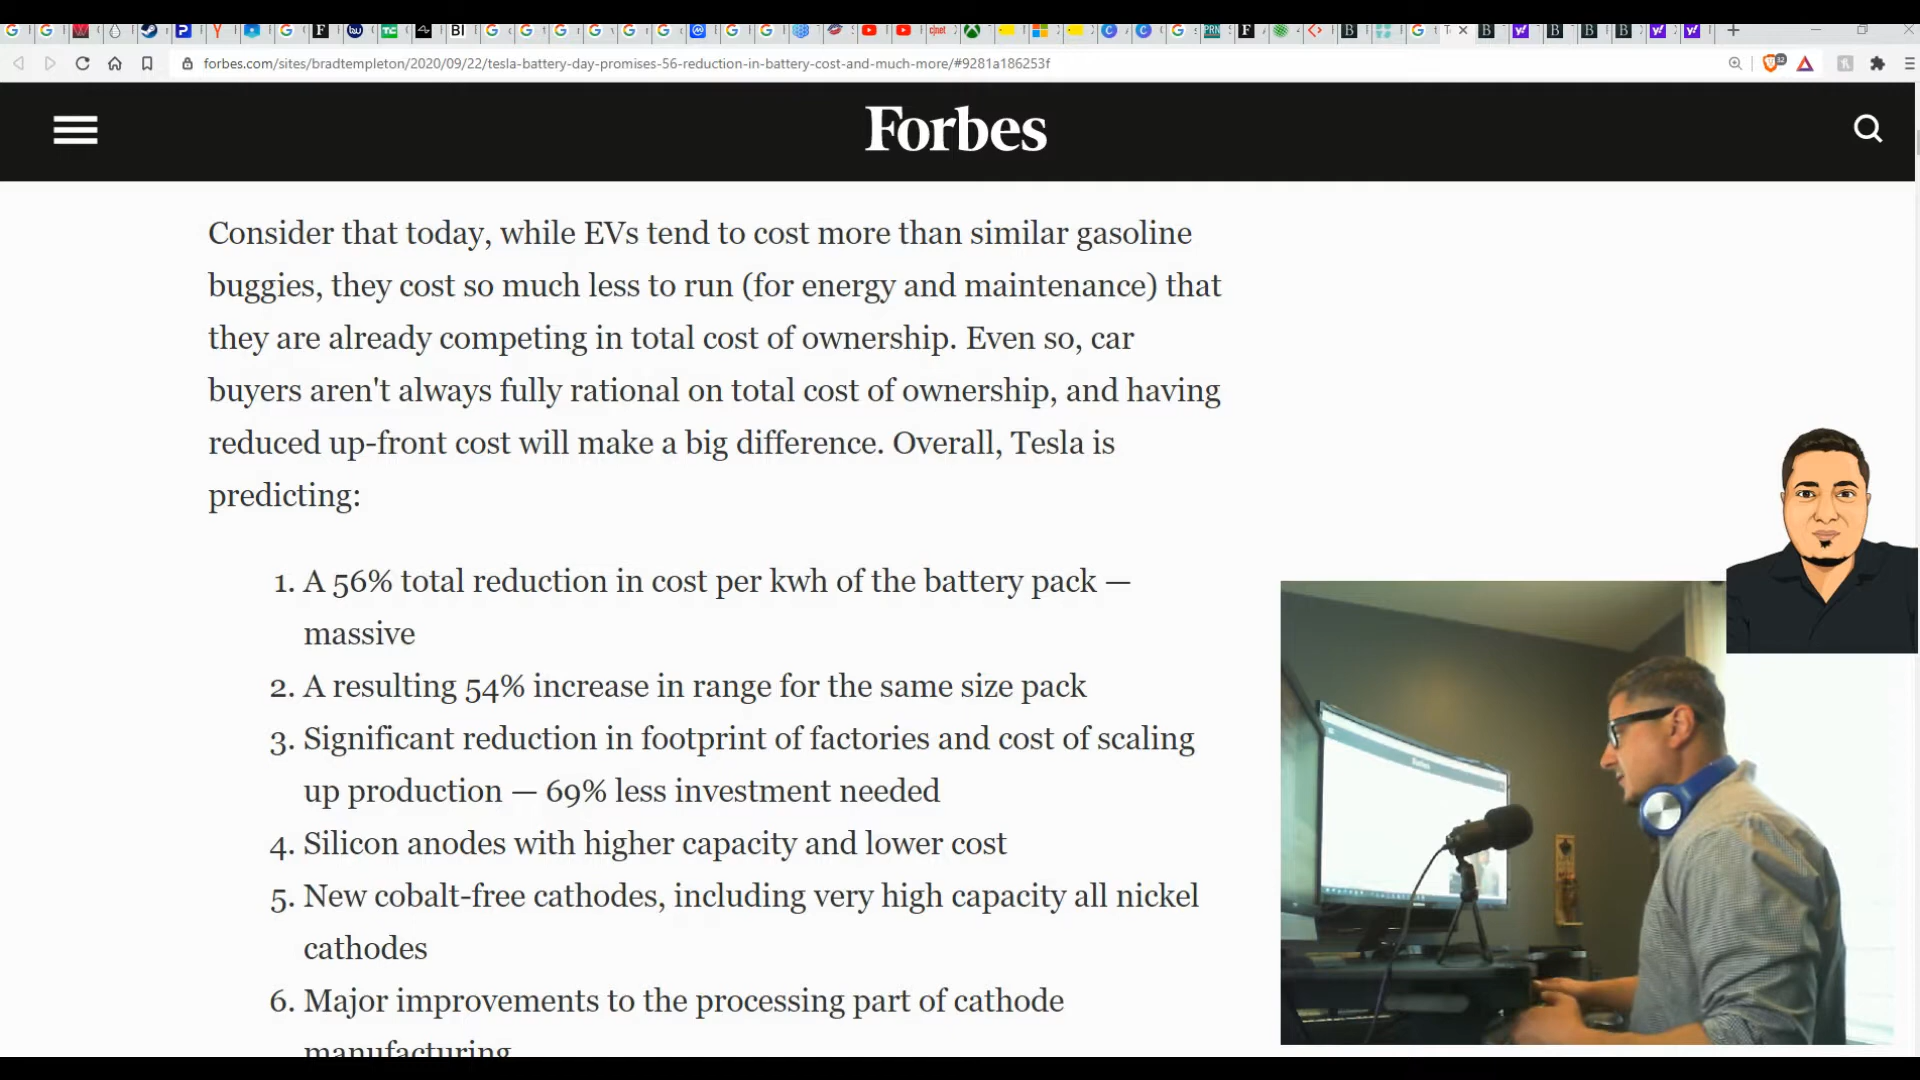 forbes.com/sites/bradtempleton/2020/09/22/tesla-battery-day-promises-56-reduction-in-battery-cost-and-much-more/#9281a186253f
Forbes
Consider that today, while EVs tend to cost more than similar gasoline
buggies, they cost so much less to run (for energy and maintenance) that
they are already competing in total cost of ownership. Even so, car
buyers aren't always fully rational on total cost of ownership, and having
reduced up-front cost will make a big difference. Overall, Tesla is
predicting:
1. A 56% total reduction in cost per kwh of the battery pack —
massive
2. A resulting 54% increase in range for the same size pack
3. Significant reduction in footprint of factories and cost of scaling
up production — 69% less investment needed
4. Silicon anodes with higher capacity and lower cost
5. New cobalt-free cathodes, including very high capacity all nickel
cathodes
6. Major improvements to the processing part of cathode
manufacturing